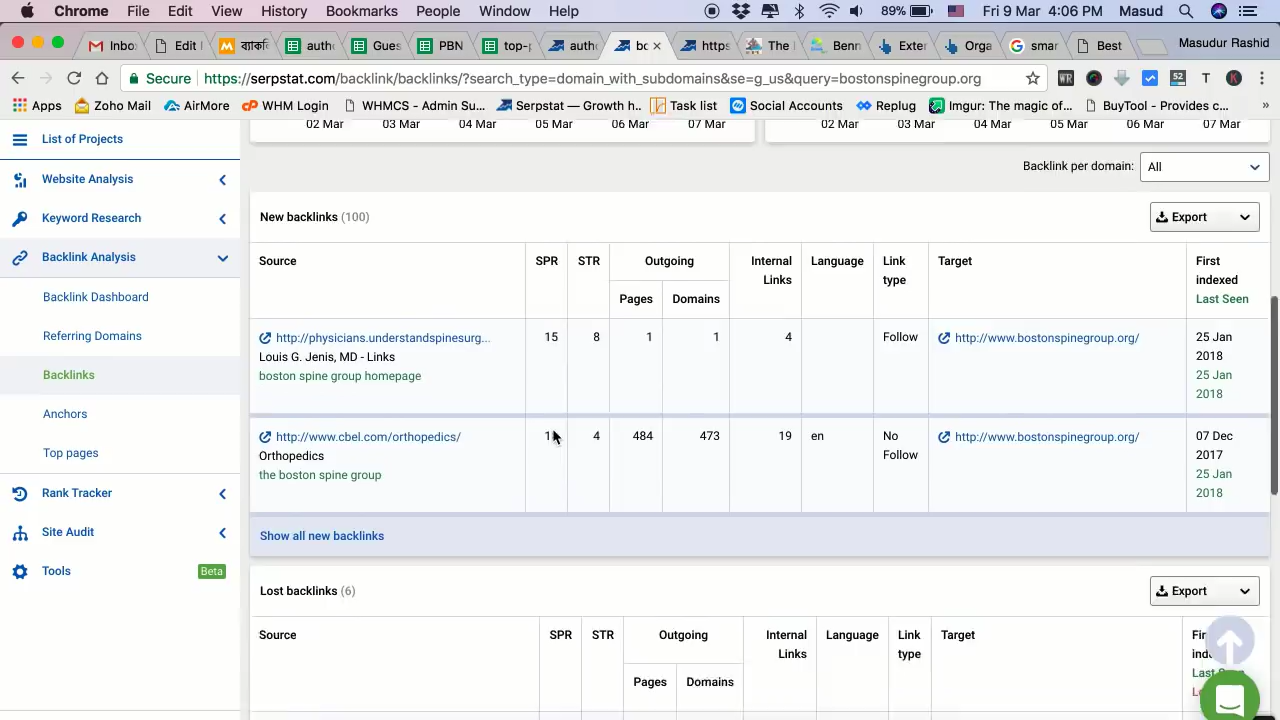 Chrome File Edit View History Bookmarks People Window Help 89% Fri 9 Mar 4:06 PM Masud
Inbo Edit ব্যাকলি auth Gues PBN top-p auth bo https The Benn Exter Orga smar Best Masudur Rashid
Secure https://serpstat.com/backlink/backlinks/?search_type=domain_with_subdomains&se=g_us&query=bostonspinegroup.org WR 52 T K
Apps Zoho Mail AirMore WHM Login WHMCS - Admin Su... Serpstat — Growth h.. Task list Social Accounts Replug Imgur: The magic of... BuyTool - Provides c... »
02 Mar 03 Mar 04 Mar 05 Mar 06 Mar 07 Mar 02 Mar 03 Mar 04 Mar 05 Mar 06 Mar 07 Mar
List of Projects
Website Analysis
Keyword Research
Backlink Analysis
Backlink Dashboard
Referring Domains
Backlinks
Anchors
Top pages
Rank Tracker
Site Audit
Tools Beta
Backlink per domain: All
New backlinks (100) Export
Source SPR STR Outgoing Internal Links Language Link type Target First indexed
Pages Domains Last Seen
http://physicians.understandspinesurg... 15 8 1 1 4 Follow http://www.bostonspinegroup.org/ 25 Jan
Louis G. Jenis, MD - Links 2018
boston spine group homepage 25 Jan
2018
http://www.cbel.com/orthopedics/ 4 484 473 19 en No http://www.bostonspinegroup.org/ 07 Dec
Orthopedics Follow 2017
the boston spine group 25 Jan
2018
Show all new backlinks
Lost backlinks (6) Export
Source SPR STR Outgoing Internal Language Link Target
Links type
Pages Domains